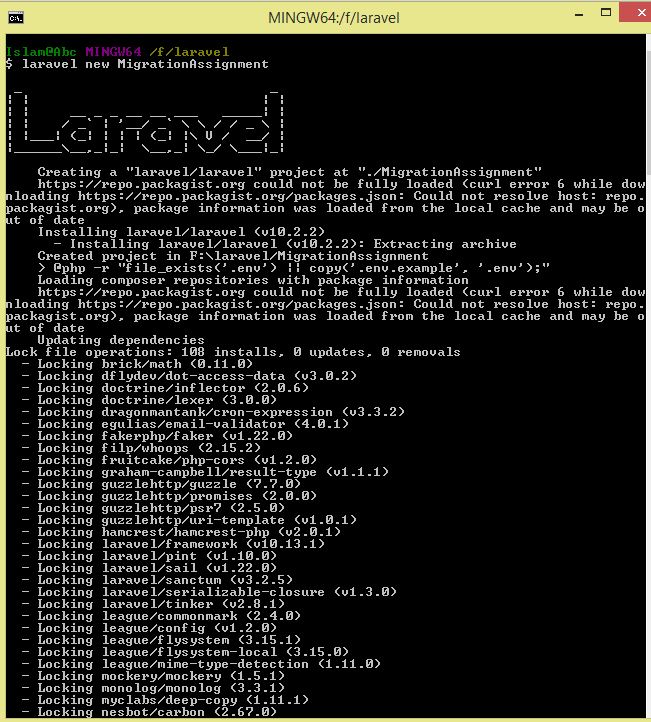 MINGW64:/f/laravel
Islam@Abc MINGW64 /f/laravel
$ laravel new MigrationAssignment
Laravel
Creating a "laravel/laravel" project at "./MigrationAssignment"
https://repo.packagist.org could not be fully loaded (curl error 6 while dow
nloading https://repo.packagist.org/packages.json: Could not resolve host: repo.
packagist.org), package information was loaded from the local cache and may be o
ut of date
Installing laravel/laravel (v10.2.2)
- Installing laravel/laravel (v10.2.2): Extracting archive
Created project in F:\laravel/MigrationAssignment
> @php -r "file_exists('.env') || copy('.env.example', '.env');"
Loading composer repositories with package information
https://repo.packagist.org could not be fully loaded (curl error 6 while dow
nloading https://repo.packagist.org/packages.json: Could not resolve host: repo.
packagist.org), package information was loaded from the local cache and may be o
ut of date
Updating dependencies
Lock file operations: 108 installs, 0 updates, 0 removals
- Locking brick/math (0.11.0)
- Locking dflydev/dot-access-data (v3.0.2)
- Locking doctrine/inflector (2.0.6)
- Locking doctrine/lexer (3.0.0)
- Locking dragonmantank/cron-expression (v3.3.2)
- Locking egulias/email-validator (4.0.1)
- Locking fakerphp/faker (v1.22.0)
- Locking filp/whoops (2.15.2)
- Locking fruitcake/php-cors (v1.2.0)
- Locking graham-campbell/result-type (v1.1.1)
- Locking guzzlehttp/guzzle (7.7.0)
- Locking guzzlehttp/promises (2.0.0)
- Locking guzzlehttp/psr7 (2.5.0)
- Locking guzzlehttp/uri-template (v1.0.1)
- Locking hamcrest/hamcrest-php (v2.0.1)
- Locking laravel/framework (v10.13.1)
- Locking laravel/pint (v1.10.0)
- Locking laravel/sail (v1.22.0)
- Locking laravel/sanctum (v3.2.5)
- Locking laravel/serializable-closure (v1.3.0)
- Locking laravel/tinker (v2.8.1)
- Locking league/commonmark (2.4.0)
- Locking league/config (v1.2.0)
- Locking league/flysystem (3.15.1)
- Locking league/flysystem-local (3.15.0)
- Locking league/mime-type-detection (1.11.0)
- Locking mockery/mockery (1.5.1)
- Locking monolog/monolog (3.3.1)
- Locking myclabs/deep-copy (1.11.1)
- Locking nesbot/carbon (2.67.0)